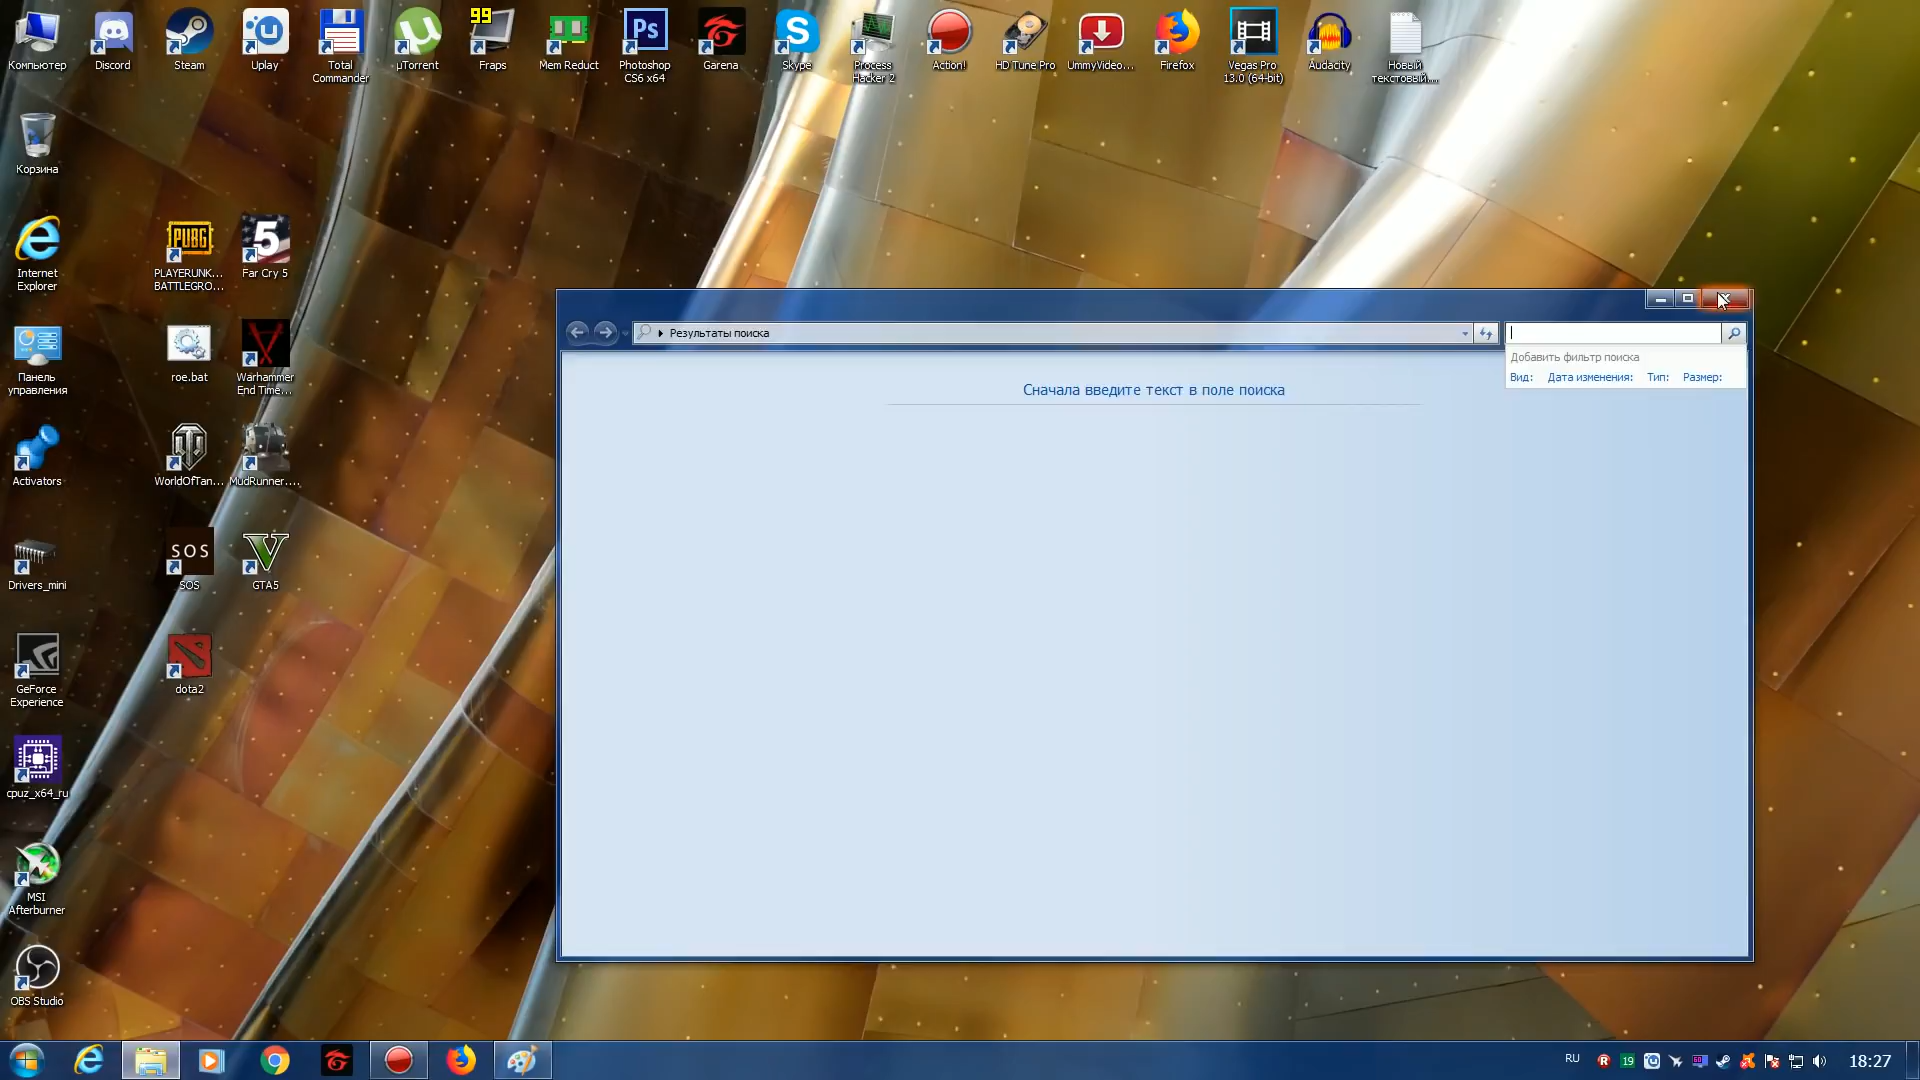 Компьютер
Discord
Steam
Uplay
Total
Commander
µTorrent
99
Fraps
Mem Reduct
Ps
Photoshop
CS6 x64
Garena
Skype
Process
Hacker 2
Action!
HD Tune Pro
UmmyVideo...
Firefox
Vegas Pro
13.0 (64-bit)
Audacity
Новый
текстовый....
Корзина
Internet
Explorer
PUBG
PLAYERUNK...
BATTLEGRO...
5
Far Cry 5
Панель
управления
roe.bat
Warhammer
End Time...
Activators
WorldOfTan...
MudRunner....
Drivers_mini
SOS
SOS
GTA5
GeForce
Experience
dota2
cpuz_x64_ru
MSI
Afterburner
OBS Studio
Результаты поиска
Добавить фильтр поиска
Вид: Дата изменения: Тип: Размер:
Сначала введите текст в поле поиска
RU
19
60
18:27